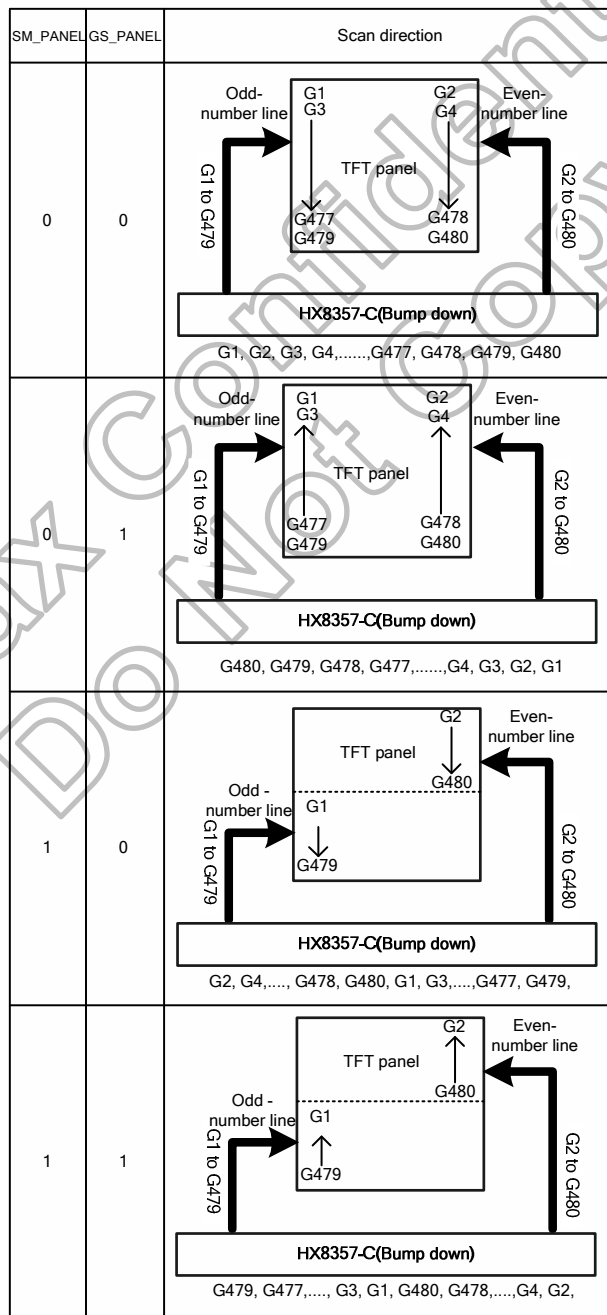 SM_PANEL GS_PANEL Scan direction
Odd-
number line
G1
G3
G2
G4
Even-
number line
TFT panel
G1 to G479
G477
G479
G478
G480
G2 to G480
0 0
HX8357-C(Bump down)
G1, G2, G3, G4,......,G477, G478, G479, G480
Odd-
number line
G1
G3
G2
G4
Even-
number line
TFT panel
G1 to G479
G477
G479
G478
G480
G2 to G480
0 1
HX8357-C(Bump down)
G480, G479, G478, G477,......,G4, G3, G2, G1
G2
Even-
number line
TFT panel
G480
Odd -
number line
G1
G1 to G479
G479
G2 to G480
1 0
HX8357-C(Bump down)
G2, G4,...., G478, G480, G1, G3,....,G477, G479,
G2
Even-
number line
TFT panel
G480
Odd -
number line
G1
G1 to G479
G479
G2 to G480
1 1
HX8357-C(Bump down)
G479, G477,...., G3, G1, G480, G478,....,G4, G2,
Do Not